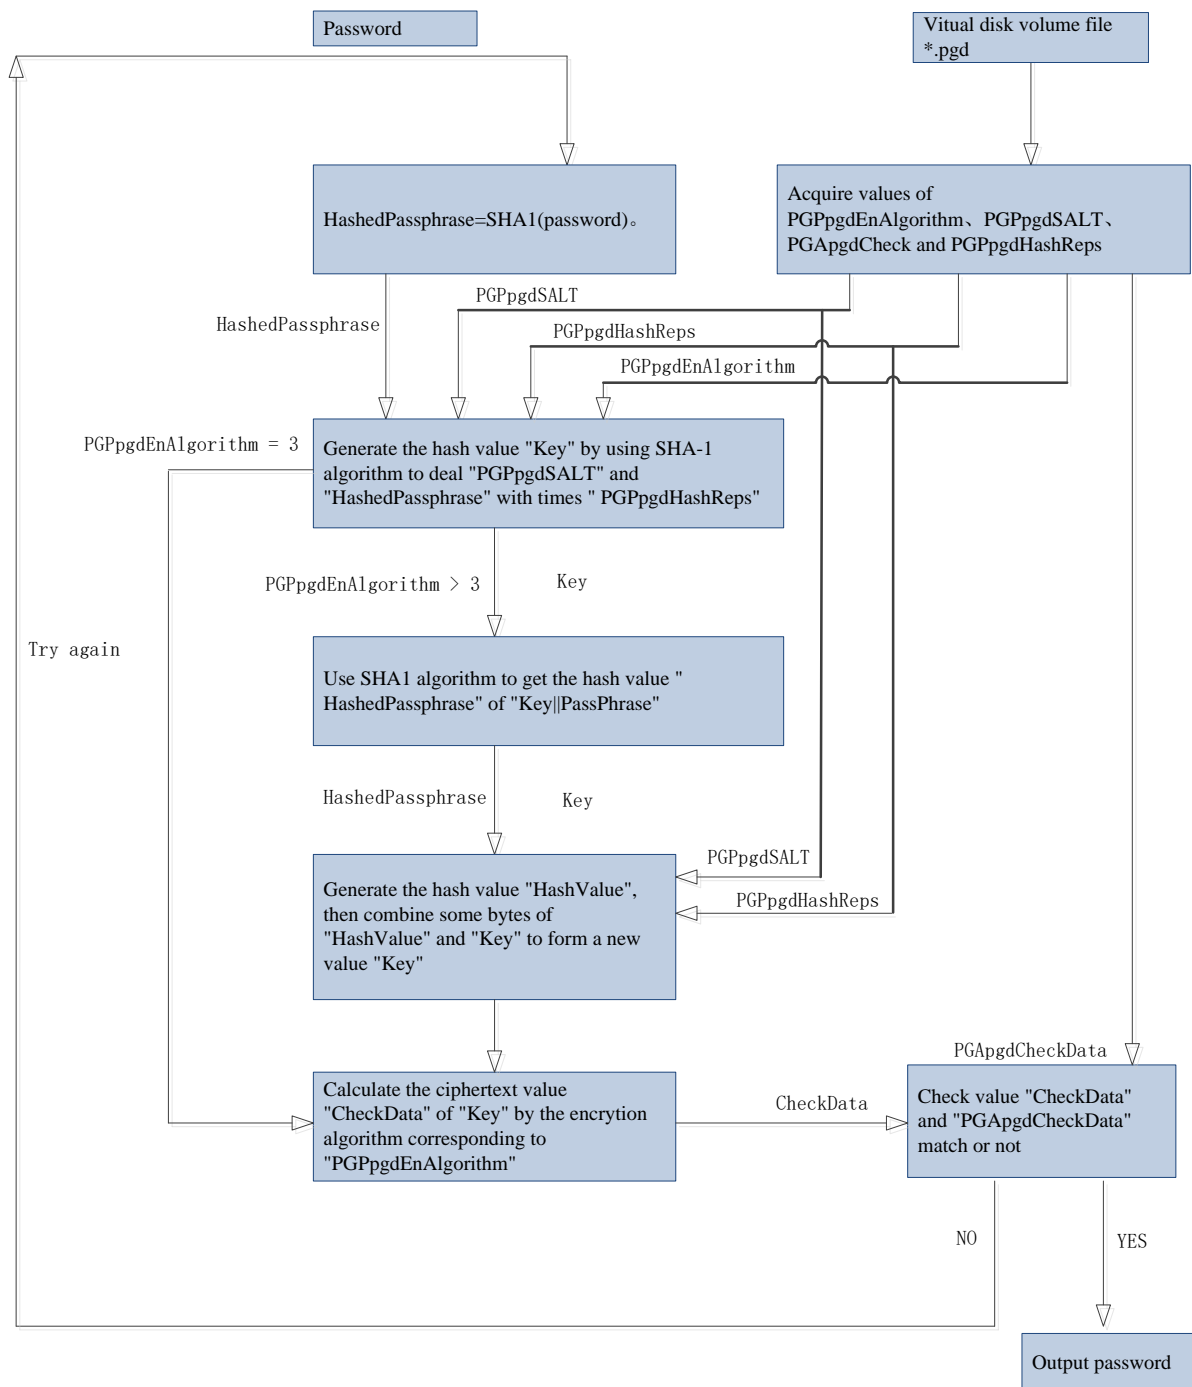 Password
Vitual disk volume file
*.pgd
HashedPassphrase=SHA1(password)。
Acquire values of
PGPpgdEnAlgorithm、PGPpgdSALT、
PGApgdCheck and PGPpgdHashReps
PGPpgdSALT
HashedPassphrase
PGPpgdHashReps
PGPpgdEnAlgorithm
PGPpgdEnAlgorithm = 3
Generate the hash value "Key" by using SHA-1
algorithm to deal "PGPpgdSALT" and
"HashedPassphrase" with times " PGPpgdHashReps"
PGPpgdEnAlgorithm > 3
Key
Try again
Use SHA1 algorithm to get the hash value "
HashedPassphrase" of "Key||PassPhrase"
HashedPassphrase
Key
PGPpgdSALT
PGPpgdHashReps
Generate the hash value "HashValue",
then combine some bytes of
"HashValue" and "Key" to form a new
value "Key"
PGApgdCheckData
Calculate the ciphertext value
"CheckData" of "Key" by the encrytion
algorithm corresponding to
"PGPpgdEnAlgorithm"
CheckData
Check value "CheckData"
and "PGApgdCheckData"
match or not
NO
YES
Output password